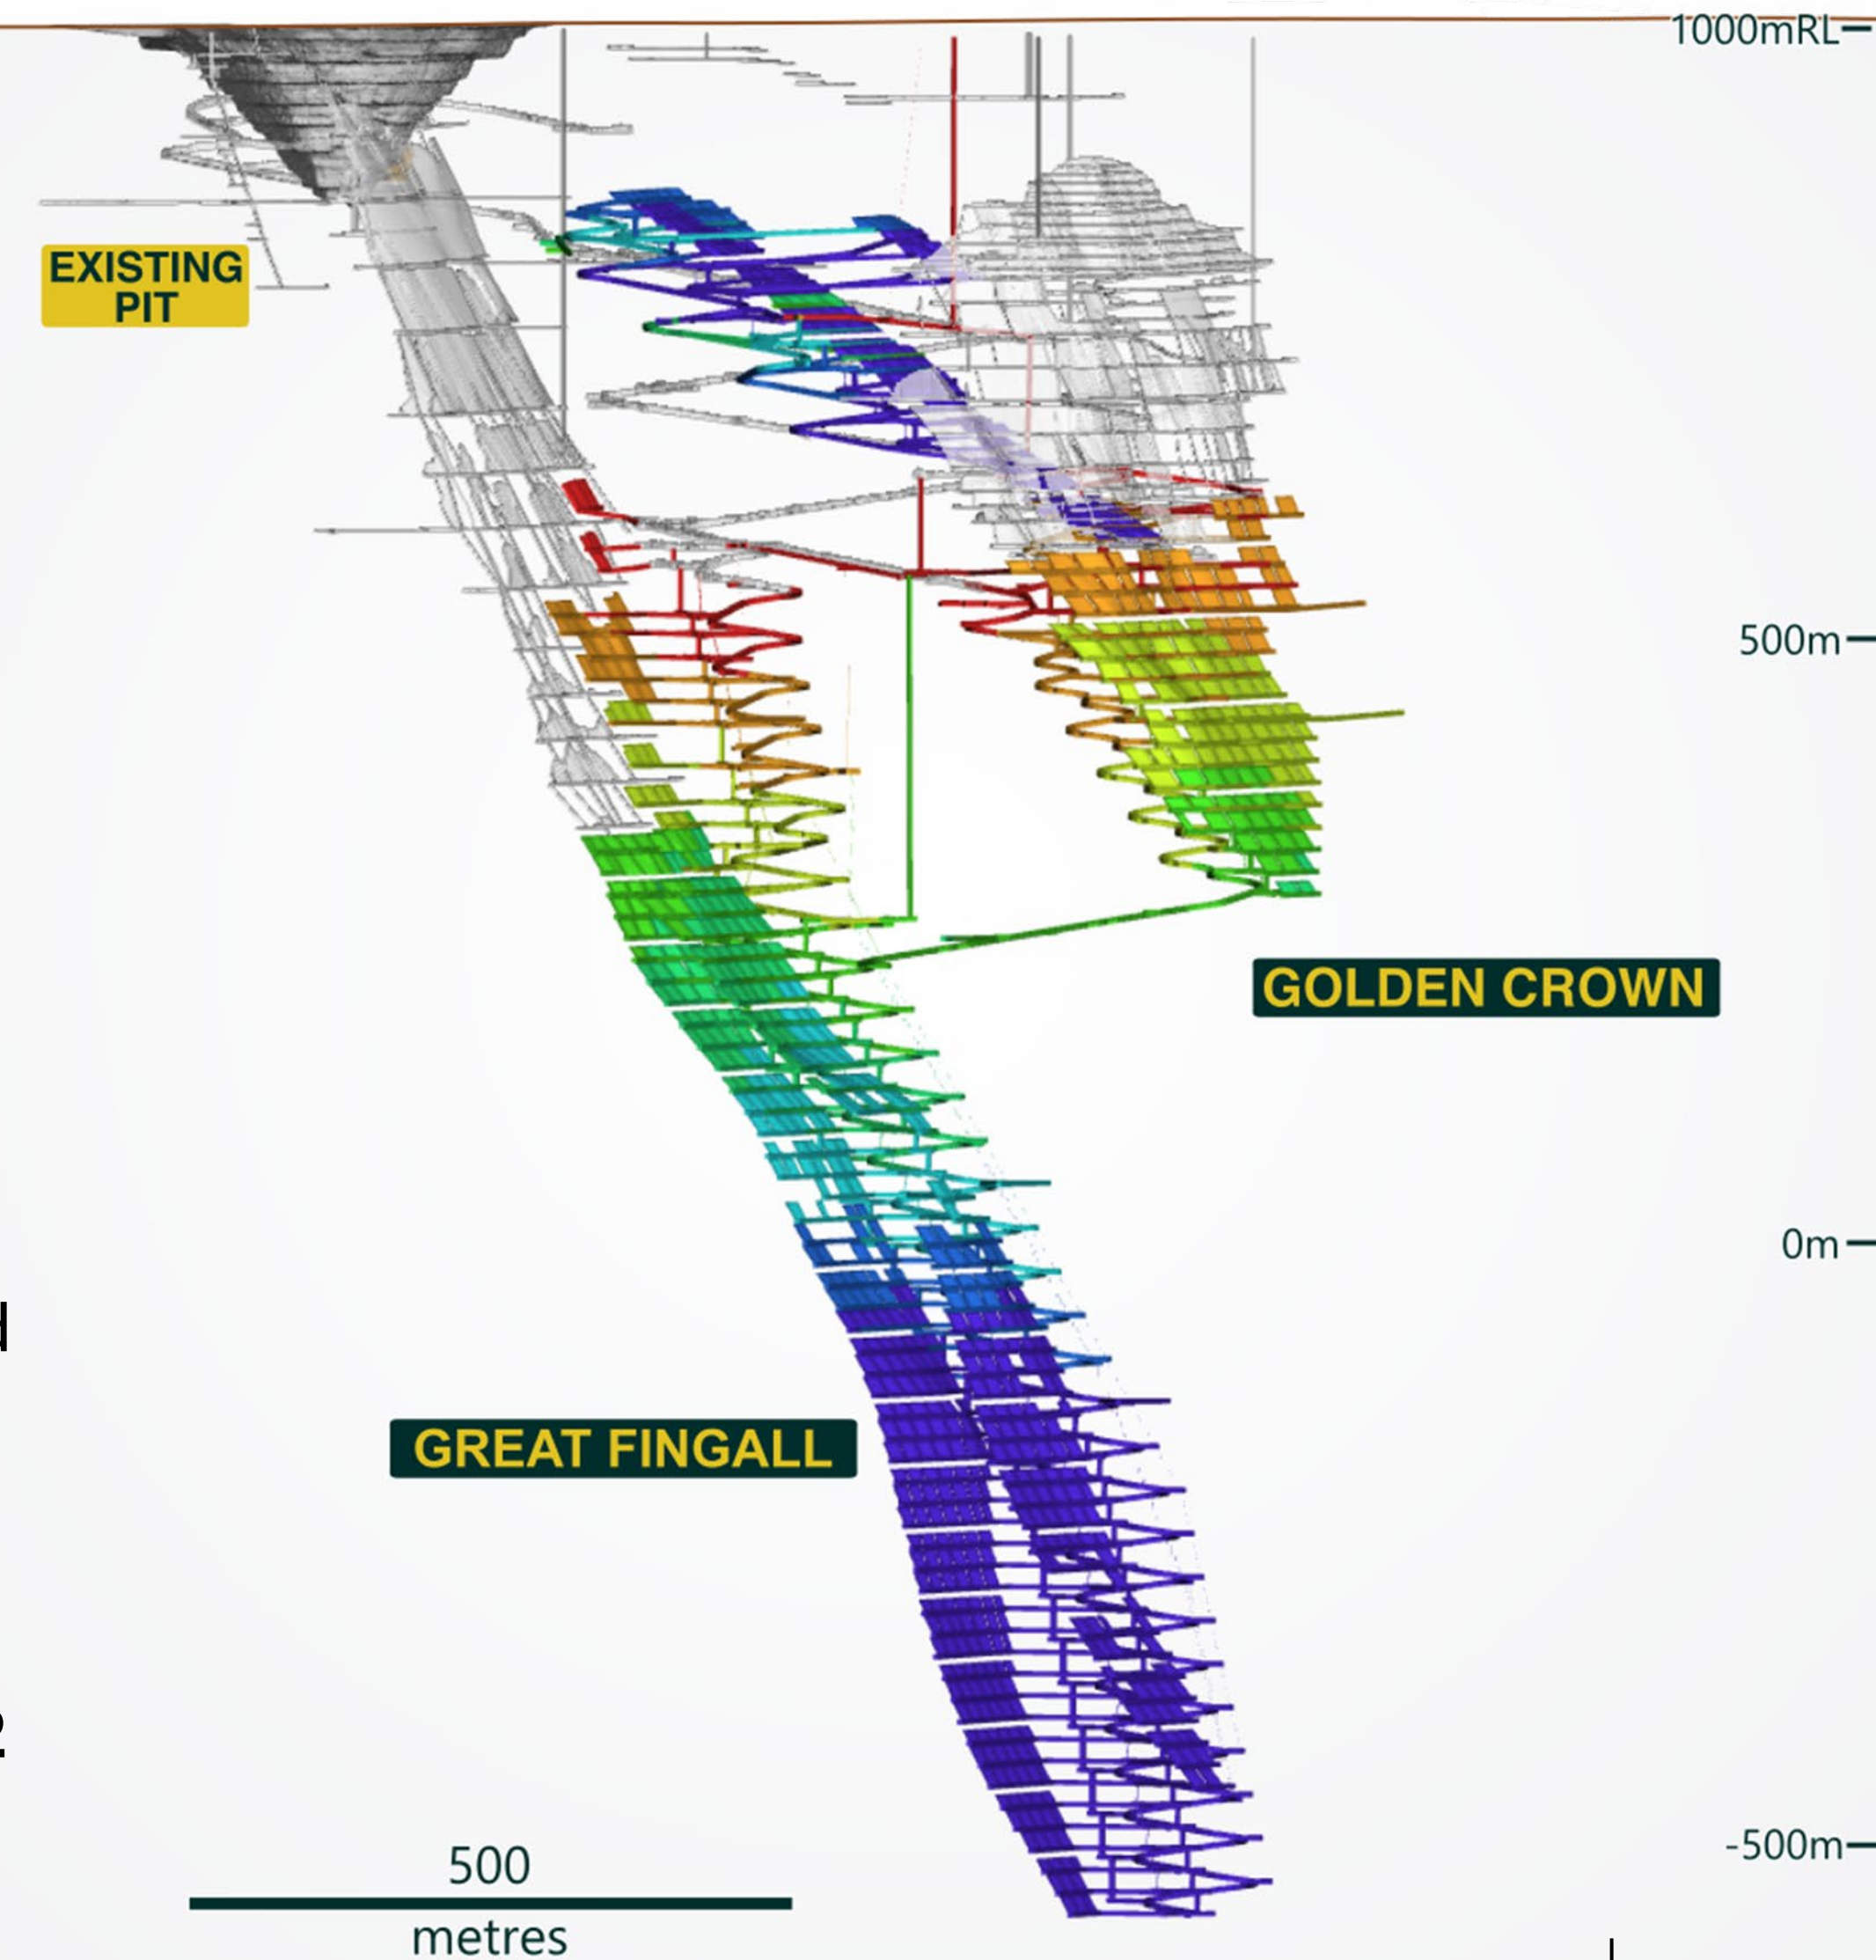 1000mRL
EXISTING
PIT
500m
GOLDEN CROWN
0m
GREAT FINGALL
-500m
500
metres